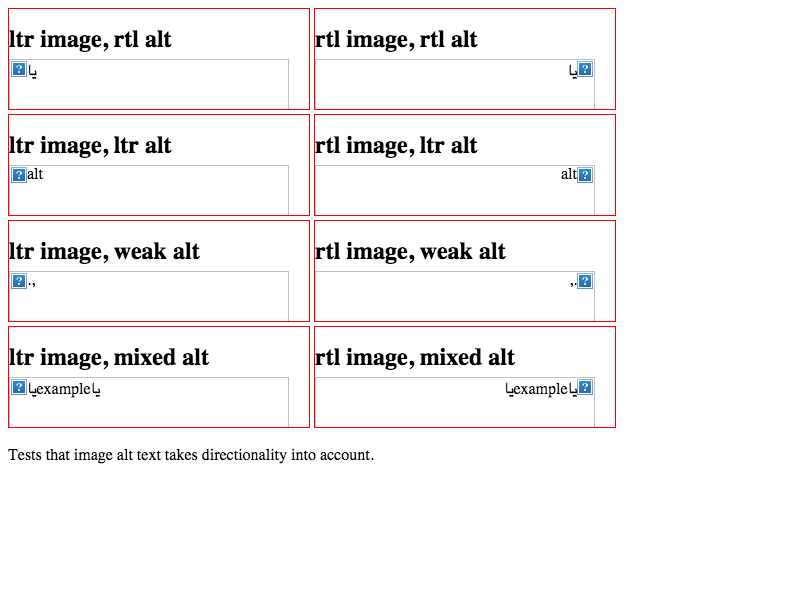 ltr image, rtl alt
يا
rtl image, rtl alt
يا
ltr image, ltr alt
alt
rtl image, ltr alt
alt
ltr image, weak alt
.,
rtl image, weak alt
.,
ltr image, mixed alt
ياexampleيا
rtl image, mixed alt
ياexampleيا
Tests that image alt text takes directionality into account.